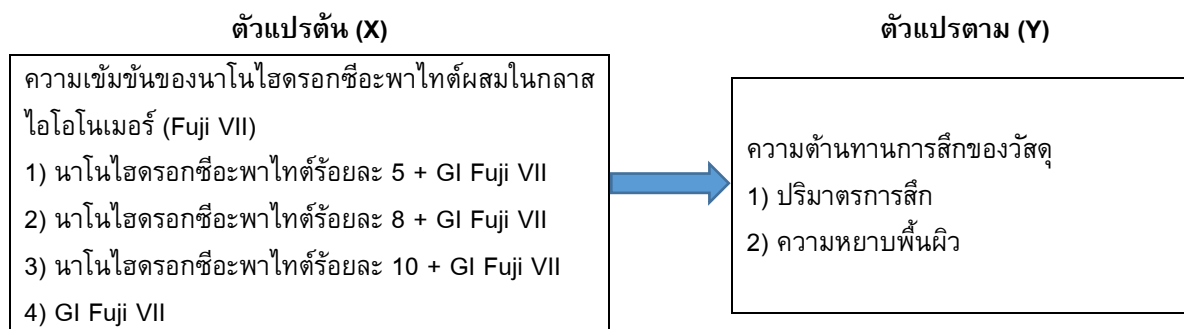 ตัวแปรต้น (X)
ตัวแปรตาม (Y)
ความเข้มข้นของนาโนไฮดรอกซีอะพาไทต์ผสมในกลาส
ไอโอโนเมอร์ (Fuji VII)
1) นาโนไฮดรอกซีอะพาไทต์ร้อยละ 5 + GI Fuji VII
2) นาโนไฮดรอกซีอะพาไทต์ร้อยละ 8 + GI Fuji VII
3) นาโนไฮดรอกซีอะพาไทต์ร้อยละ 10 + GI Fuji VII
4) GI Fuji VII
ความต้านทานการสึกของวัสดุ
1) ปริมาตรการสึก
2) ความหยาบพื้นผิว